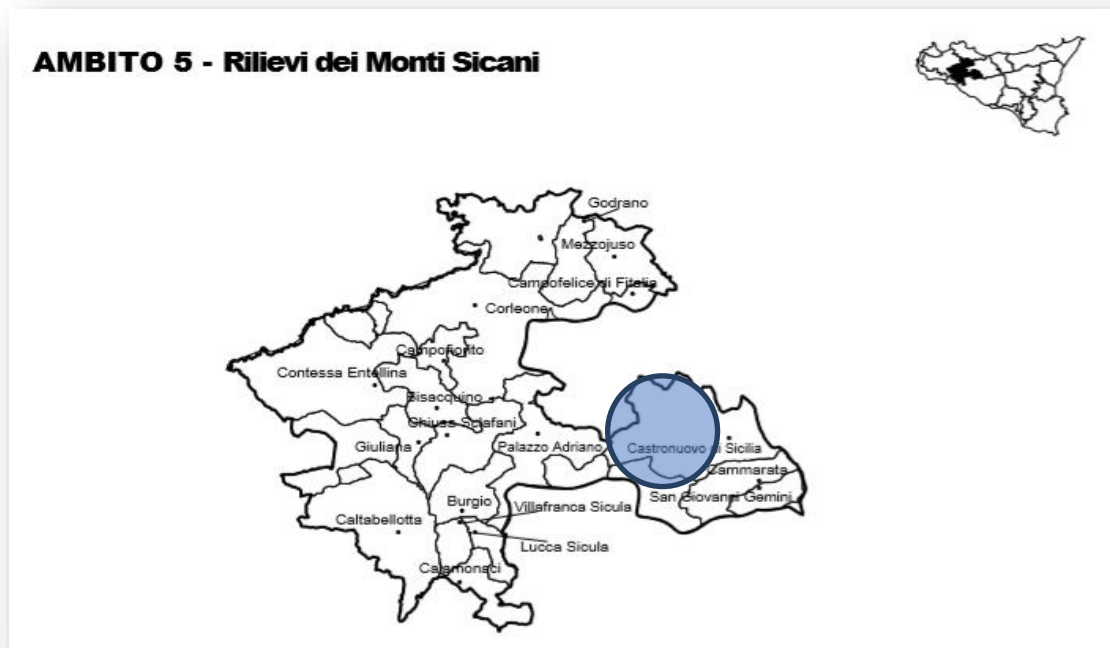 AMBITO 5 - Rilievi dei Monti Sicani
Godrano
Mezzojuso
Campofelice di Fitalia
Corleone
Campofiorito
Contessa Entellina
Bisacquino
Chiusa Sclafani
Giuliana
Palazzo Adriano
Castronuovo di Sicilia
Cammarata
San Giovanni Gemini
Burgio
Villafranca Sicula
Caltabellotta
Lucca Sicula
Calamonaci